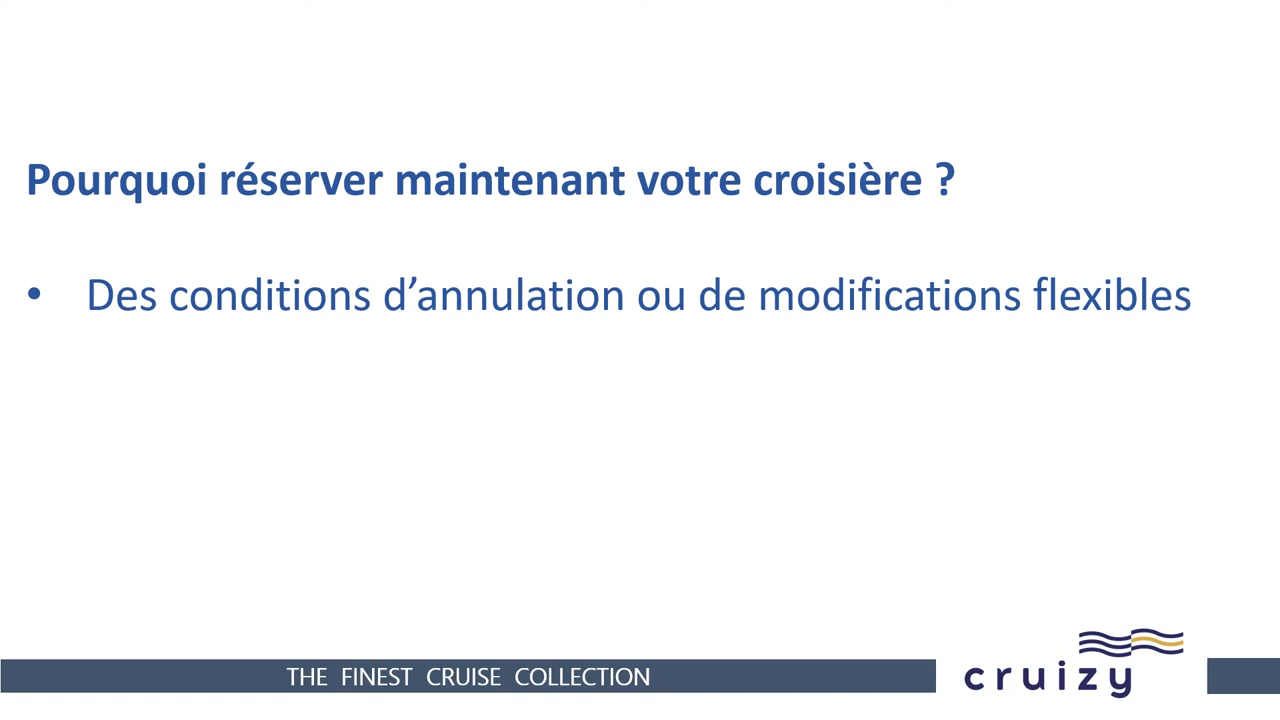 Pourquoi réserver maintenant votre croisière ?
• Des conditions d’annulation ou de modifications flexibles
THE FINEST CRUISE COLLECTION
cruizy